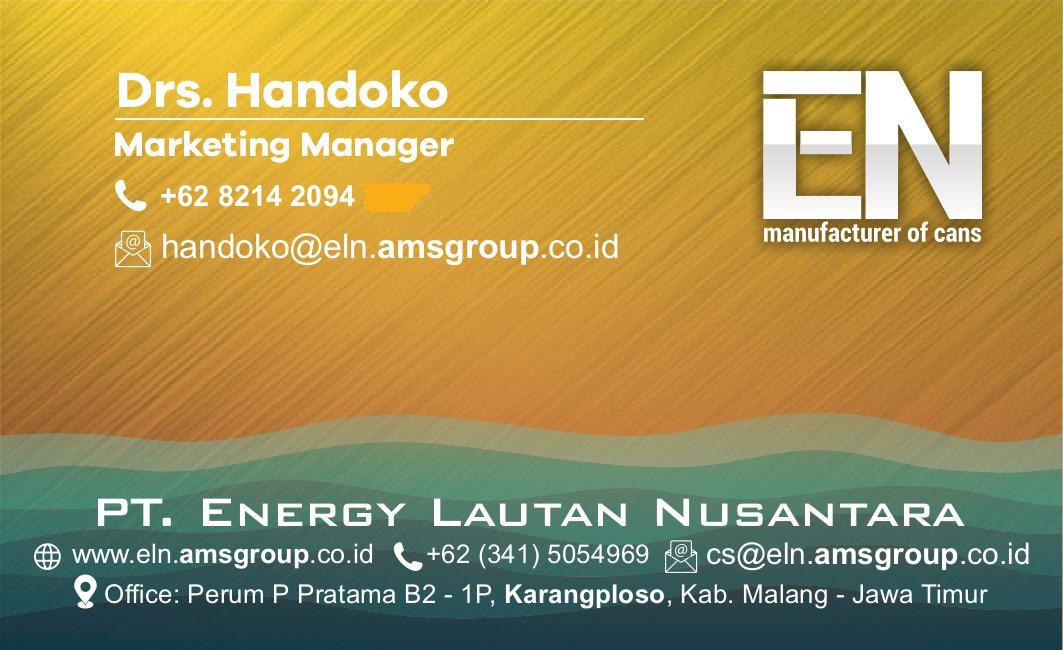 Drs. Handoko
Marketing Manager
+62 8214 2094
handoko@eln.amsgroup.co.id
EN
manufacturer of cans
PT. ENERGY LAUTAN NUSANTARA
www.eln.amsgroup.co.id +62 (341) 5054969 cs@eln.amsgroup.co.id
Office: Perum P Pratama B2 - 1P, Karangploso, Kab. Malang - Jawa Timur